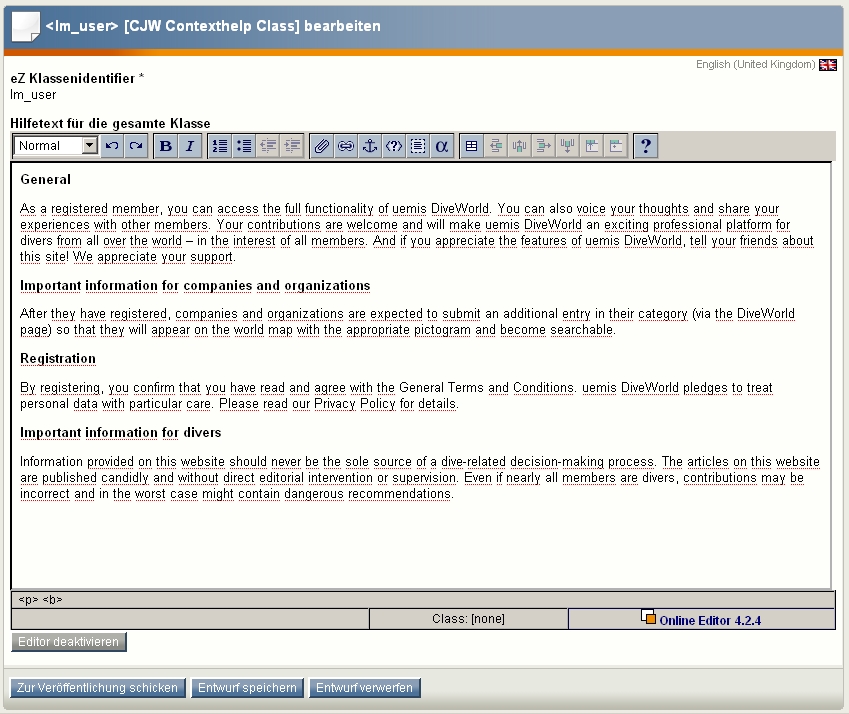 <lm_user> [CJW Contexthelp Class] bearbeiten
English (United Kingdom)
eZ Klassenidentifier *
lm_user
Hilfetext für die gesamte Klasse
Normal
B I α ?
General
As a registered member, you can access the full functionality of uemis DiveWorld. You can also voice your thoughts and share your
experiences with other members. Your contributions are welcome and will make uemis DiveWorld an exciting professional platform for
divers from all over the world – in the interest of all members. And if you appreciate the features of uemis DiveWorld, tell your friends about
this site! We appreciate your support.
Important information for companies and organizations
After they have registered, companies and organizations are expected to submit an additional entry in their category (via the DiveWorld
page) so that they will appear on the world map with the appropriate pictogram and become searchable.
Registration
By registering, you confirm that you have read and agree with the General Terms and Conditions. uemis DiveWorld pledges to treat
personal data with particular care. Please read our Privacy Policy for details.
Important information for divers
Information provided on this website should never be the sole source of a dive-related decision-making process. The articles on this website
are published candidly and without direct editorial intervention or supervision. Even if nearly all members are divers, contributions may be
incorrect and in the worst case might contain dangerous recommendations.
<p> <b>
Class: [none]
Online Editor 4.2.4
Editor deaktivieren
Zur Veröffentlichung schicken
Entwurf speichern
Entwurf verwerfen